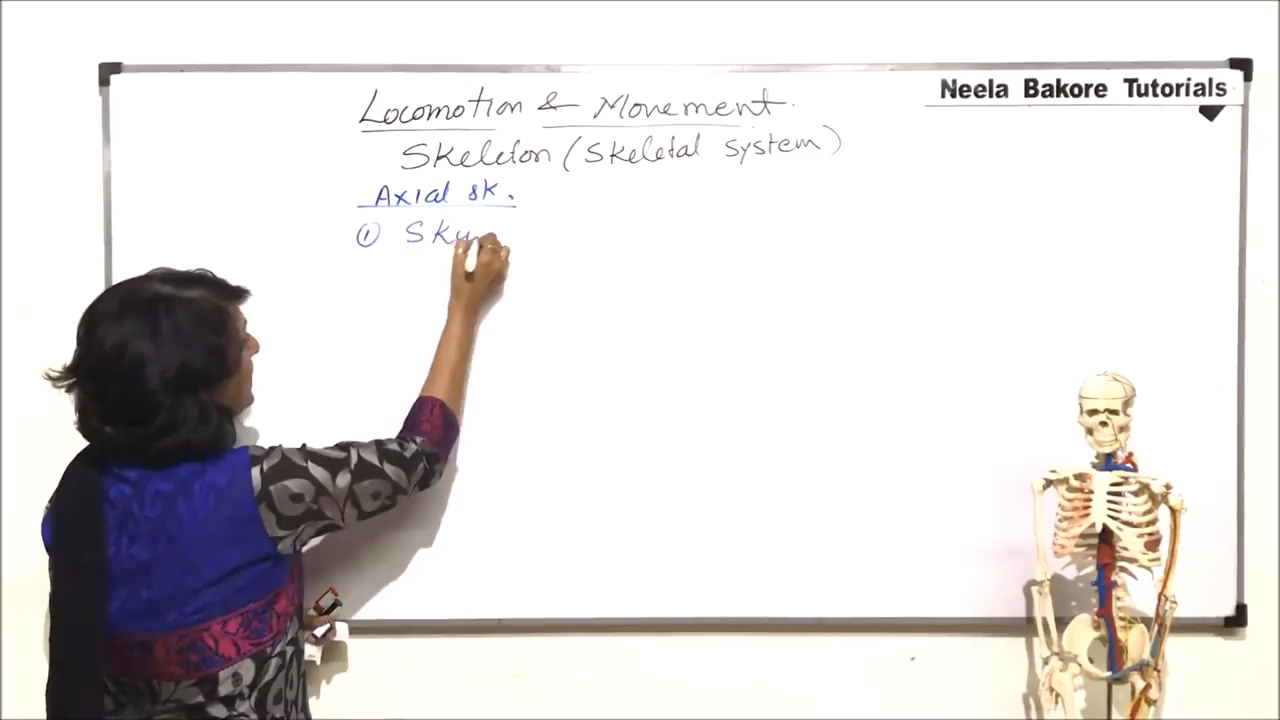 Neela Bakore Tutorials
Locomotion & Movement
Skeleton (Skeletal system)
Axial sk.
① Sku